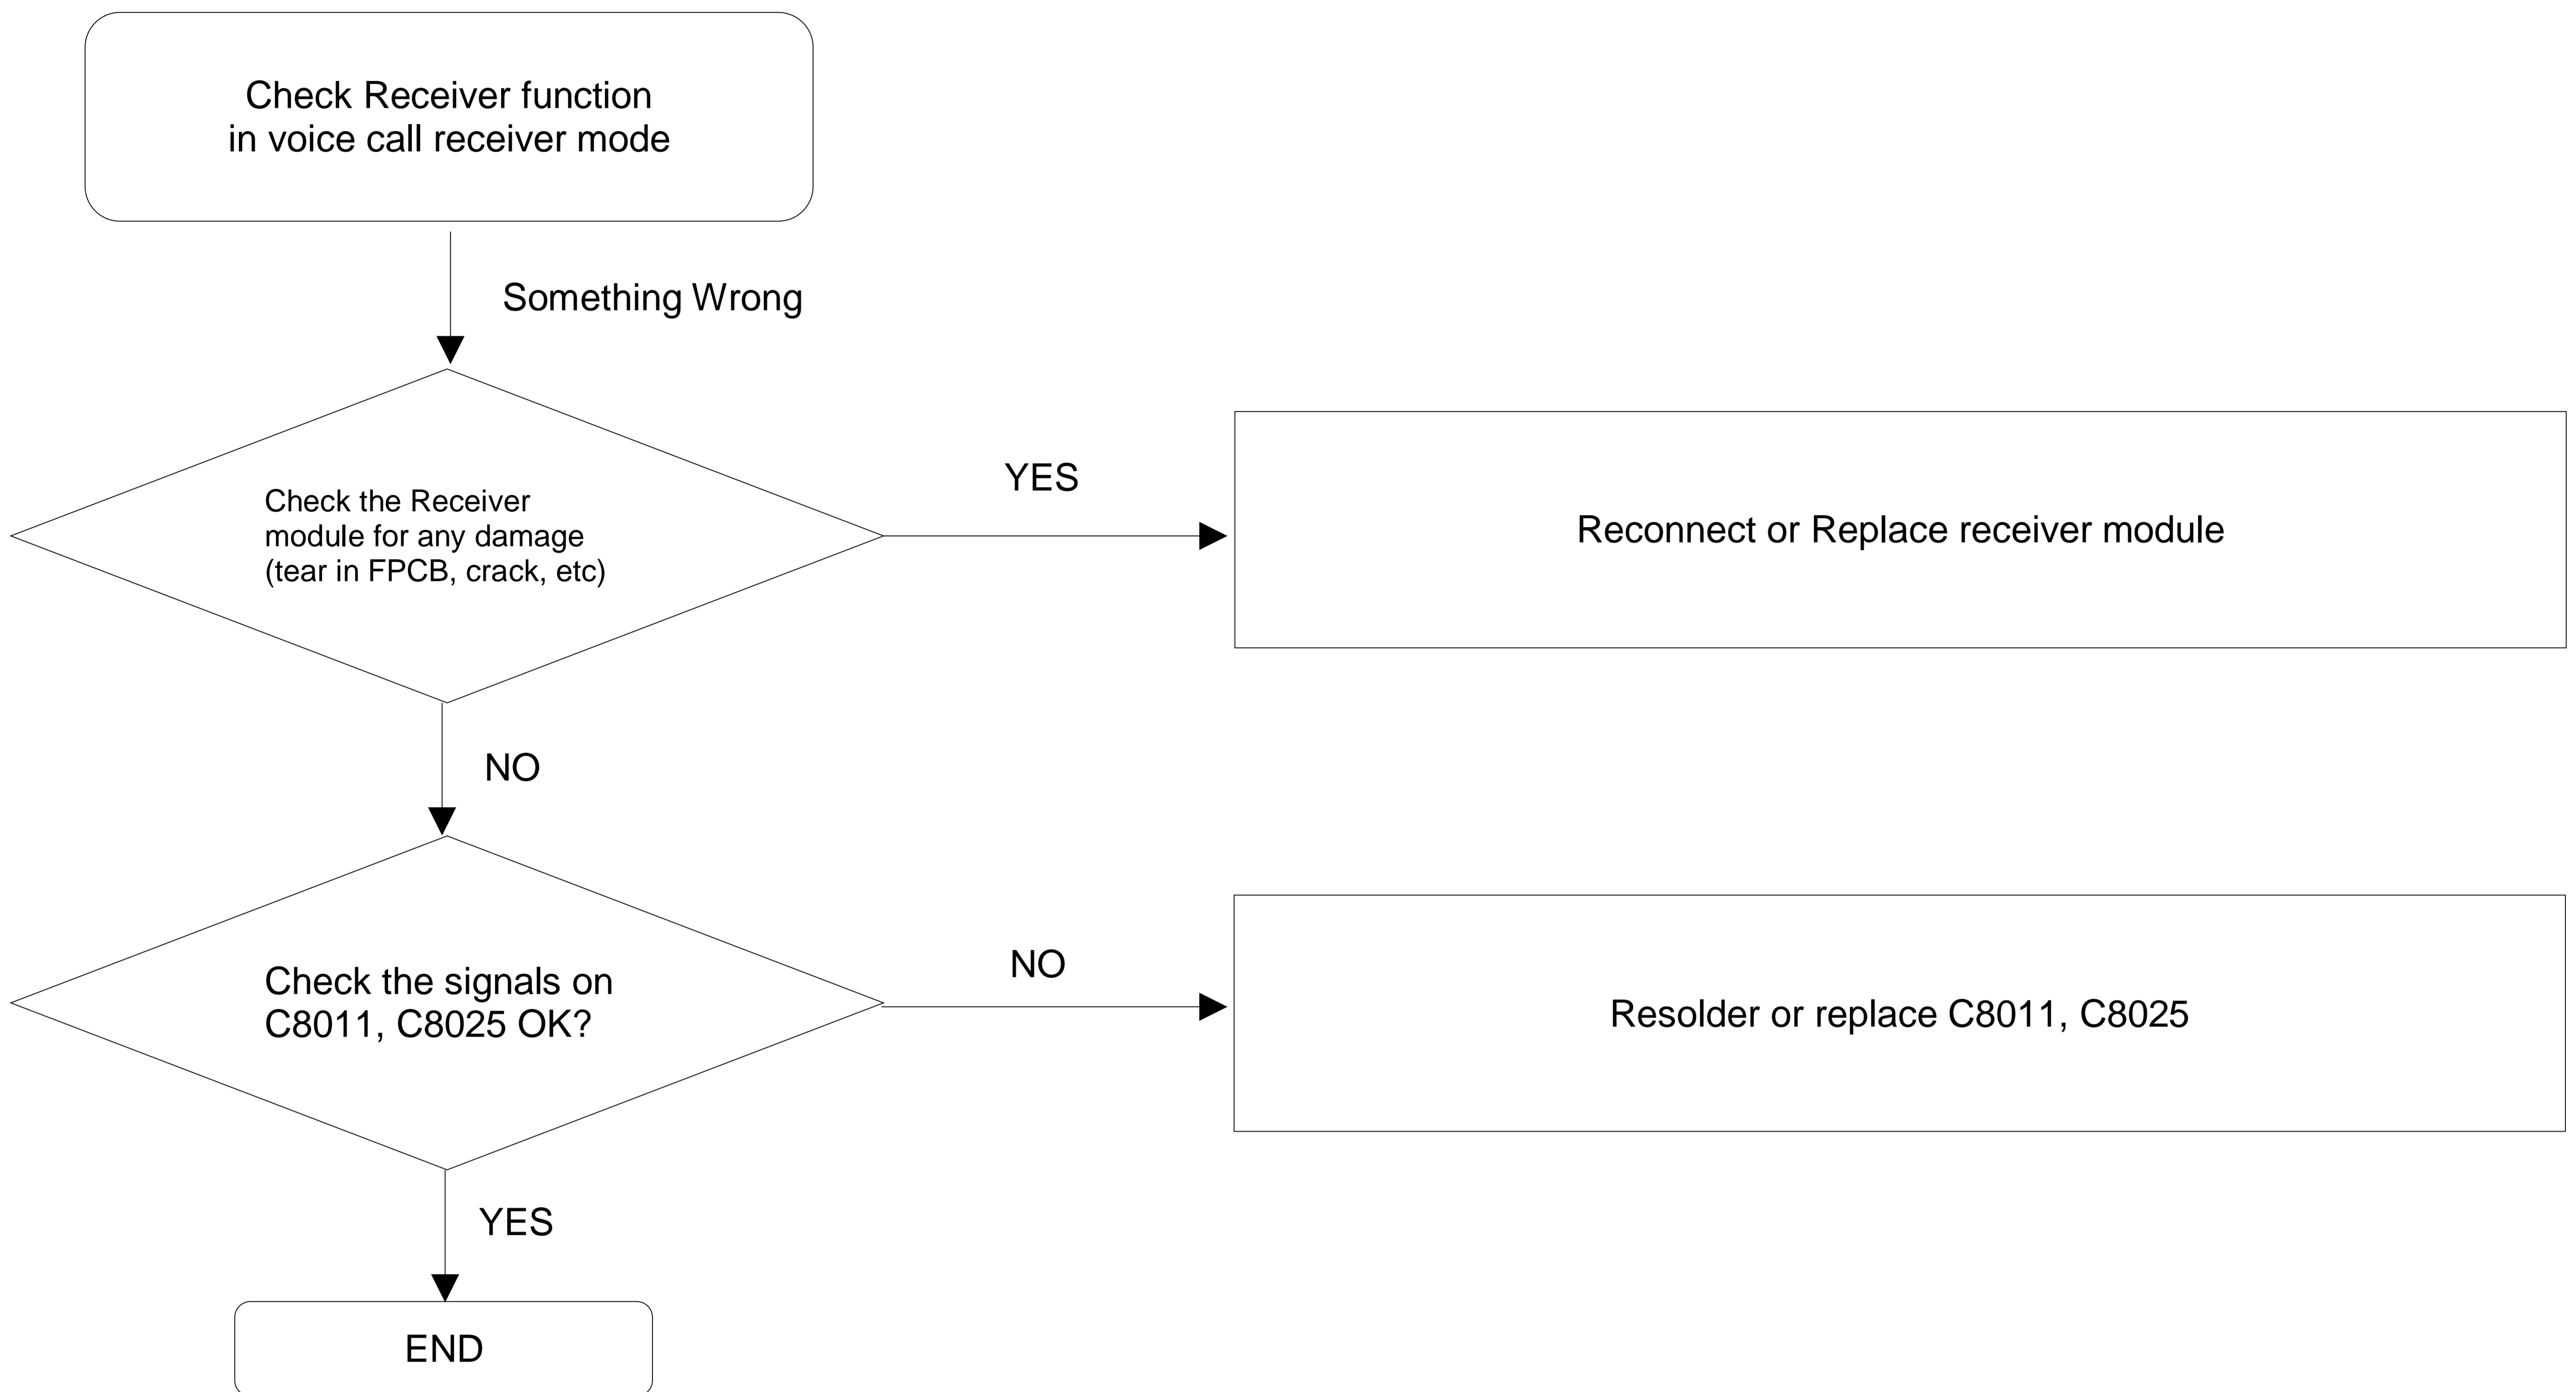 Check Receiver function
in voice call receiver mode
Something Wrong
Check the Receiver
module for any damage
(tear in FPCB, crack, etc)
YES
Reconnect or Replace receiver module
NO
Check the signals on
C8011, C8025 OK?
NO
Resolder or replace C8011, C8025
YES
END